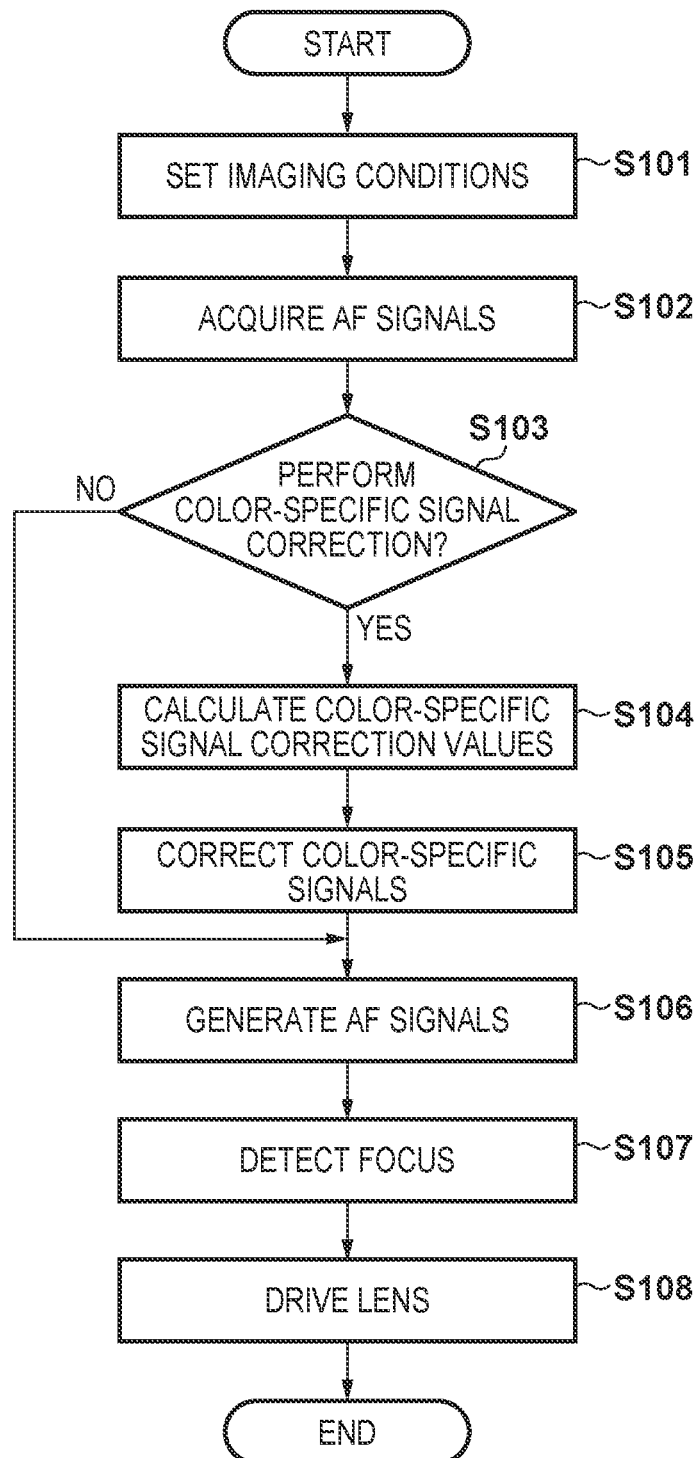 START
SET IMAGING CONDITIONS
S101
ACQUIRE AF SIGNALS
S102
S103
PERFORM
COLOR-SPECIFIC SIGNAL
CORRECTION?
NO
YES
CALCULATE COLOR-SPECIFIC
SIGNAL CORRECTION VALUES
S104
CORRECT COLOR-SPECIFIC
SIGNALS
S105
GENERATE AF SIGNALS
S106
DETECT FOCUS
S107
DRIVE LENS
S108
END